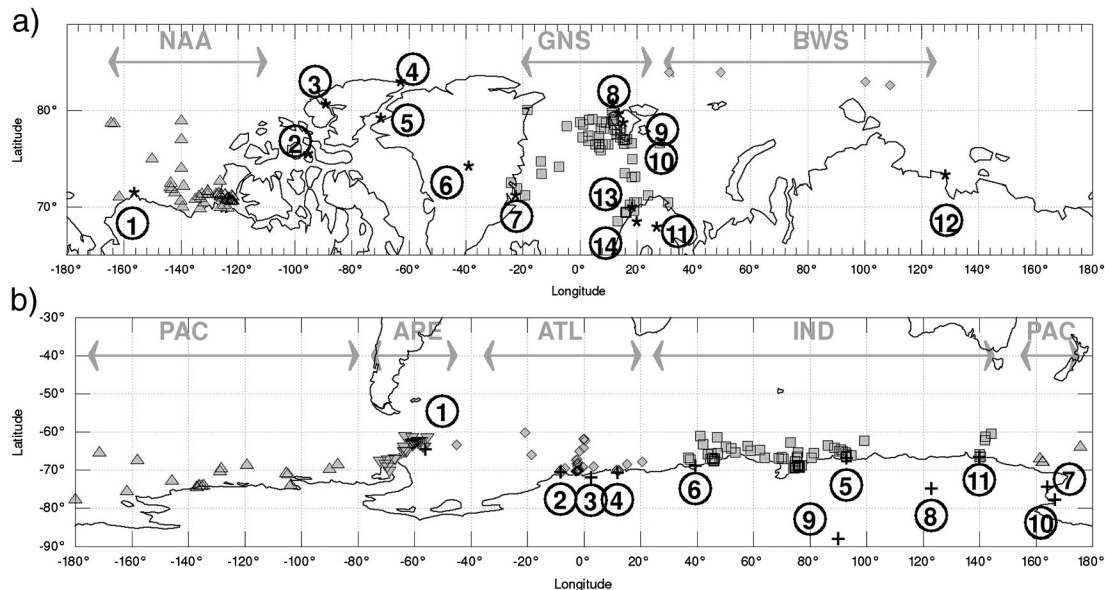 a)
NAA GNS BWS
Latitude
80°
70°
1 2 3 4 5 6 7 8 9 10 11 12 13 14
-180 -160 -140 -120 -100 -80 -60 -40 -20 0° 20 40° 60° 80° 100° 120° 140° 160° 180°
Longitude
b)
PAC ARE ATL IND PAC
Latitude
-30°
-40°
-50°
-60°
-70°
-80°
-90°
1 2 3 4 5 6 7 8 9 10 11
-180 -160 -140 -120 -100 -80 -60 -40 -20 0° 20° 40° 60° 80° 100° 120° 140° 160° 180°
Longitude